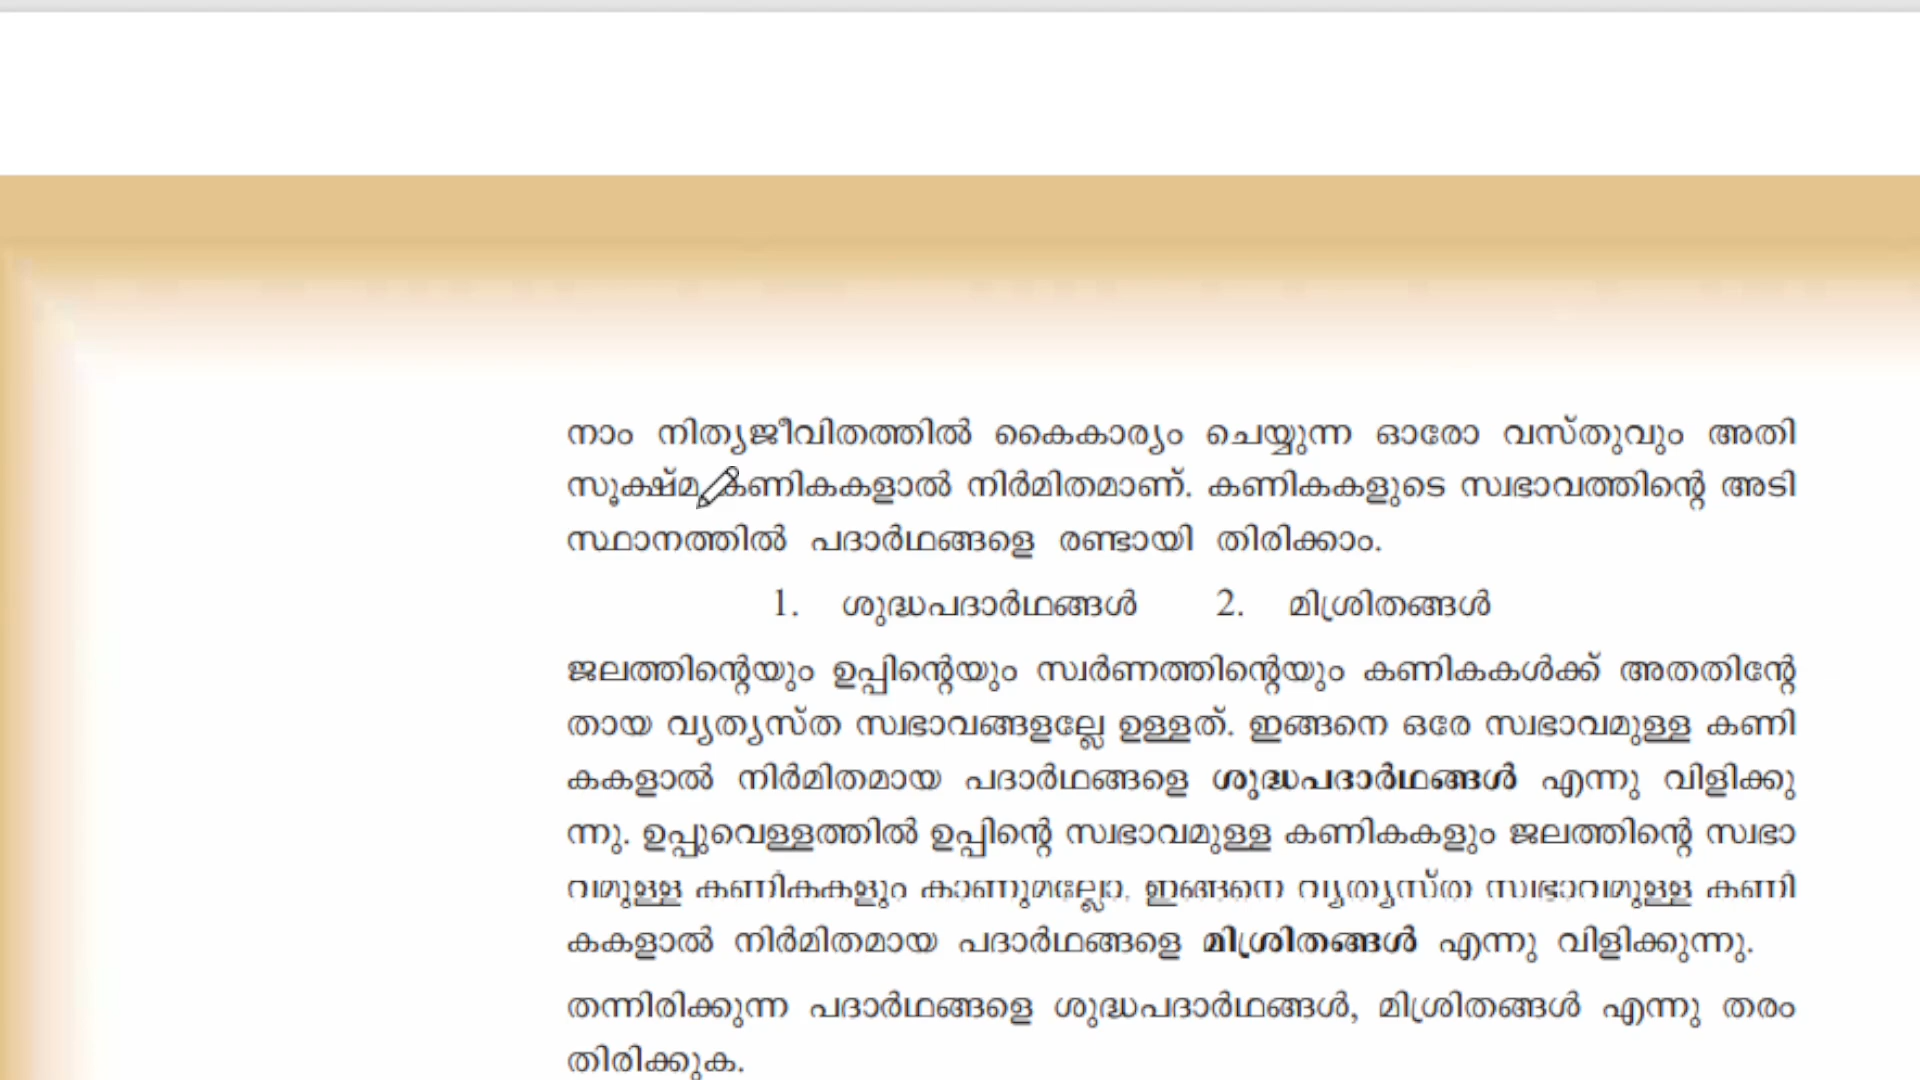 നാം നിത്യജീവിതത്തിൽ കൈകാര്യം ചെയ്യുന്ന ഓരോ വസ്തുവും അതി
സൂക്ഷ്മ കണികകളാൽ നിർമിതമാണ്. കണികകളുടെ സ്വഭാവത്തിന്റെ അടി
സ്ഥാനത്തിൽ പദാർഥങ്ങളെ രണ്ടായി തിരിക്കാം.
1. ശുദ്ധപദാർഥങ്ങൾ 2. മിശ്രിതങ്ങൾ
ജലത്തിന്റെയും ഉപ്പിന്റെയും സ്വർണത്തിന്റെയും കണികകൾക്ക് അതതിന്റേ
തായ വ്യത്യസ്ത സ്വഭാവങ്ങളല്ലേ ഉള്ളത്. ഇങ്ങനെ ഒരേ സ്വഭാവമുള്ള കണി
കകളാൽ നിർമിതമായ പദാർഥങ്ങളെ ശുദ്ധപദാർഥങ്ങൾ എന്നു വിളിക്കു
ന്നു. ഉപ്പുവെള്ളത്തിൽ ഉപ്പിന്റെ സ്വഭാവമുള്ള കണികകളും ജലത്തിന്റെ സ്വഭാ
വമുള്ള കണികകളും കാണുമല്ലോ. ഇങ്ങനെ വ്യത്യസ്ത സ്വഭാവമുള്ള കണി
കകളാൽ നിർമിതമായ പദാർഥങ്ങളെ മിശ്രിതങ്ങൾ എന്നു വിളിക്കുന്നു.
തന്നിരിക്കുന്ന പദാർഥങ്ങളെ ശുദ്ധപദാർഥങ്ങൾ, മിശ്രിതങ്ങൾ എന്നു തരം
തിരിക്കുക.